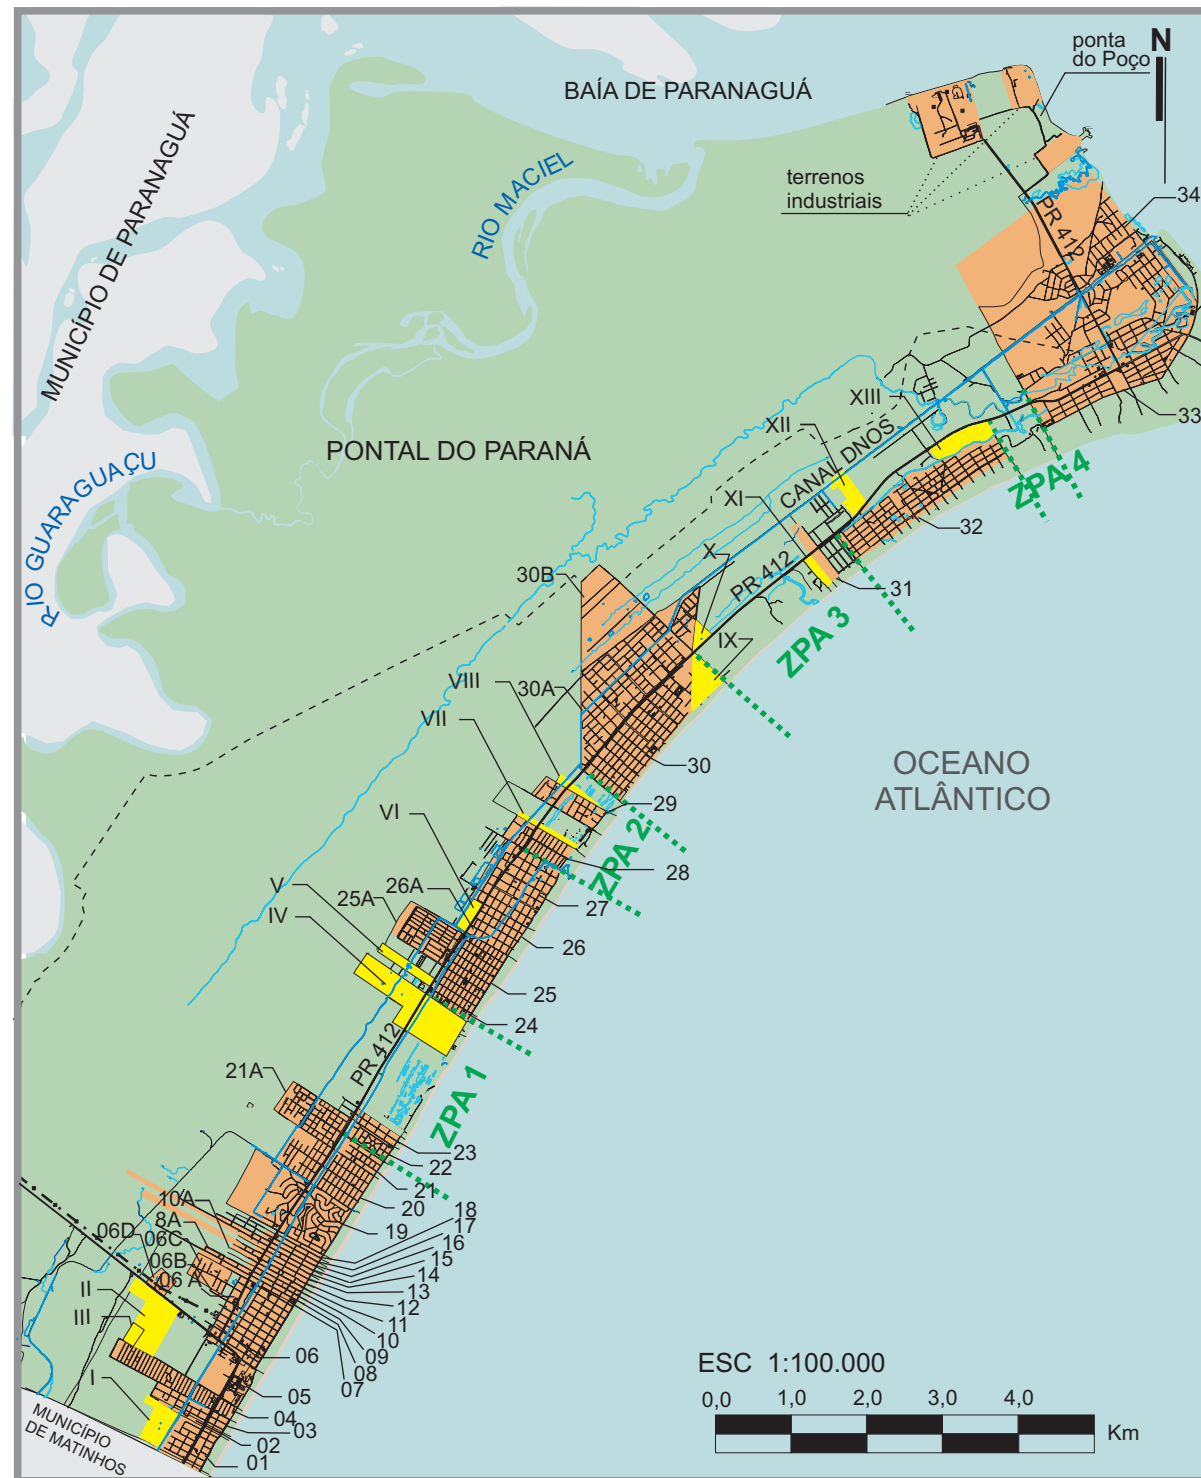 ponta
do Poço
N
BAÍA DE PARANAGUÁ
MUNICÍPIO DE PARANAGUÁ
RIO MACIEL
terrenos
industriais
34
PR 412
XIII
33
XII
CANAL DNOS
PONTAL DO PARANÁ
RIO GUARAGUAÇU
ZPA 4
XI
32
X
30B
PR 412
31
IX
ZPA 3
VIII
30A
VII
30
OCEANO
ATLÂNTICO
29
VI
ZPA 2
28
V
26A
25A
27
IV
26
25
24
PR 412
21A
ZPA 1
23
22
21
20
10A
18
19
17
8A
16
06D
06C
15
06B
14
06 A
13
12
II
11
10
III
09
06
08
07
I
05
04
03
02
01
MUNICÍPIO
DE MATINHOS
ESC 1:100.000
0,0 1,0 2,0 3,0 4,0
Km